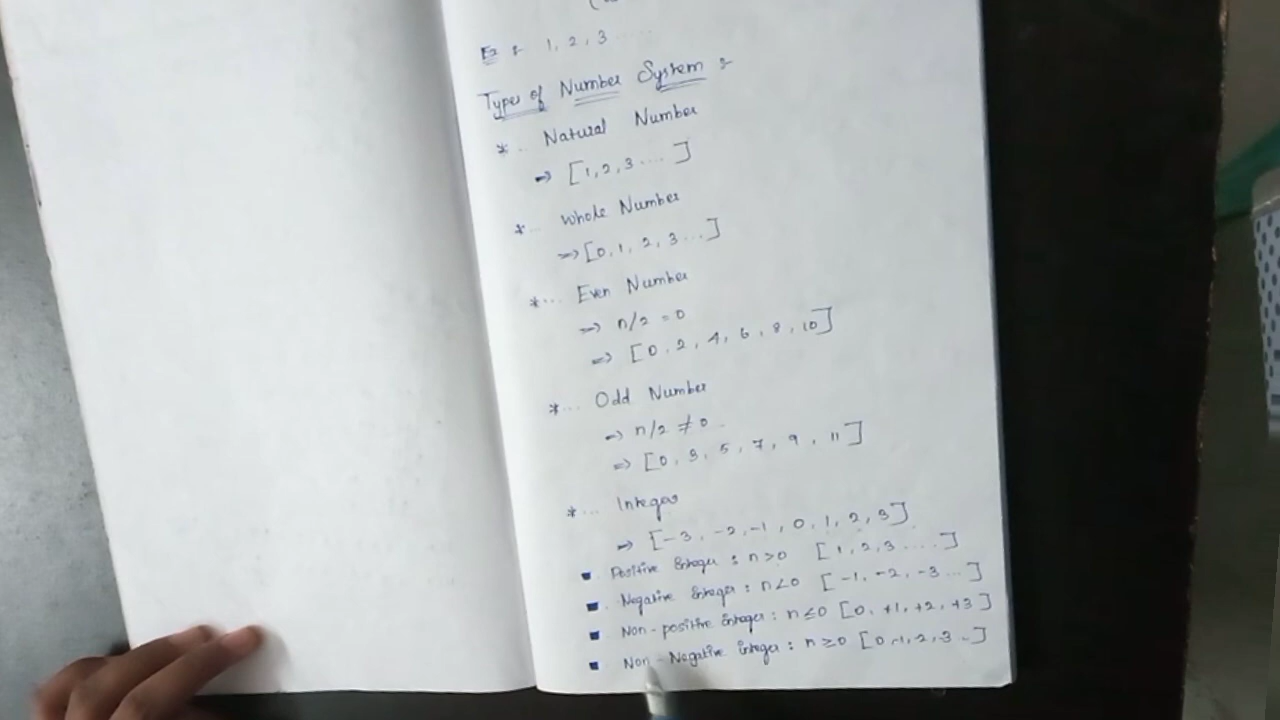 Ex : 1, 2, 3 .....
Types of Number System :
*.. Natural Number
⇒ [1, 2, 3 .... ]
*... Whole Number
⇒ [0, 1, 2, 3 ...]
*... Even Number
⇒ n/2 = 0
⇒ [0, 2, 4, 6, 8, 10]
*... Odd Number
⇒ n/2 ≠ 0
⇒ [0, 3, 5, 7, 9, 11]
*... Integer
⇒ [-3, -2, -1, 0, 1, 2, 3]
▪ Positive Integer : n>0 [1, 2, 3 .... ]
▪ Negative Integer : n<0 [-1, -2, -3 ... ]
▪ Non-positive integer : n≤0 [0, +1, +2, +3 ]
▪ Non-Negative integer : n≥0 [0, 1, 2, 3 ..]